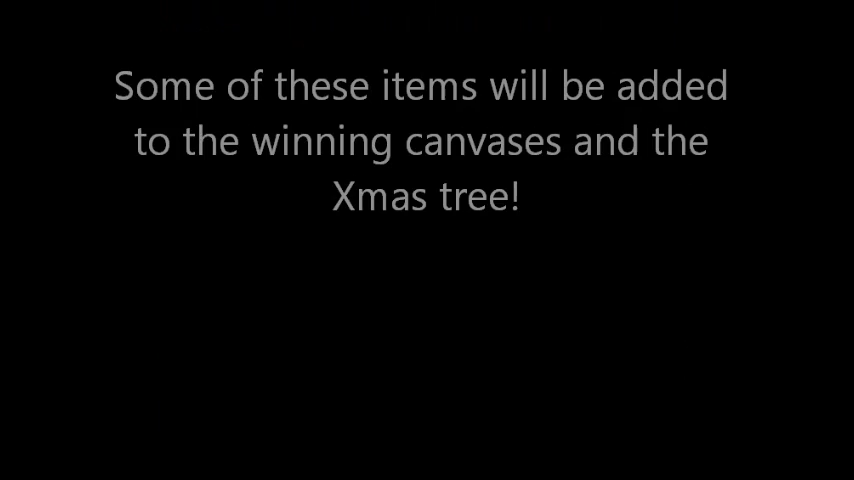 Some of these items will be added
to the winning canvases and the
Xmas tree!